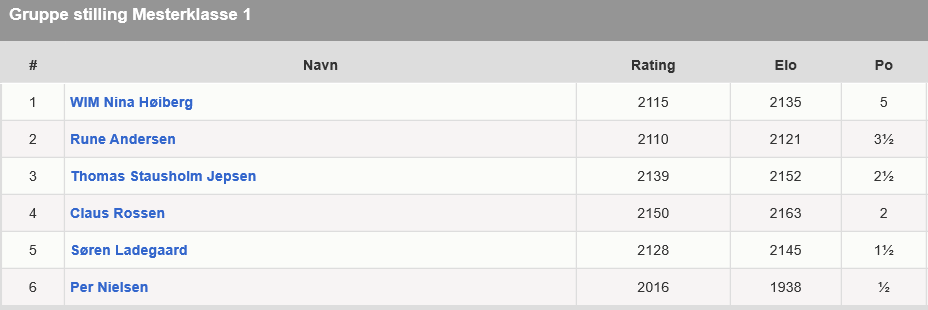 Gruppe stilling Mesterklasse 1
# Navn Rating Elo Po
1 WIM Nina Høiberg 2115 2135 5
2 Rune Andersen 2110 2121 3½
3 Thomas Stausholm Jepsen 2139 2152 2½
4 Claus Rossen 2150 2163 2
5 Søren Ladegaard 2128 2145 1½
6 Per Nielsen 2016 1938 ½